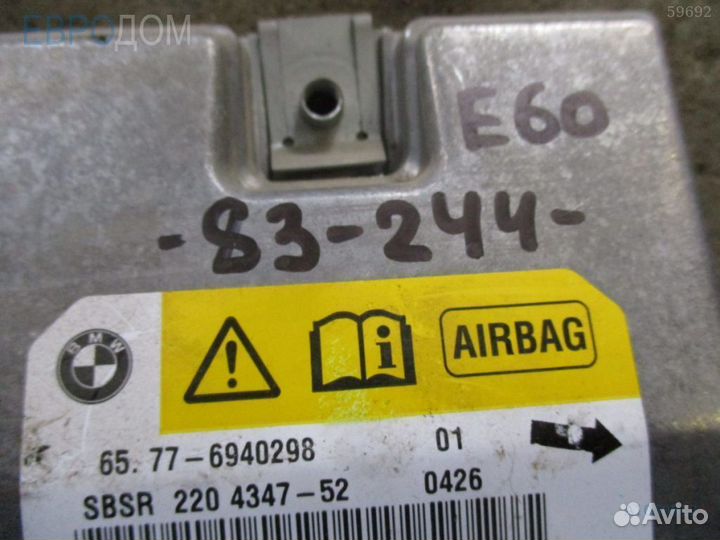 59692
ЕВРОДОМ
E60
-83-244-
BMW
i
AIRBAG
65. 77-6940298 01
SBSR 220 4347-52 0426
Avito